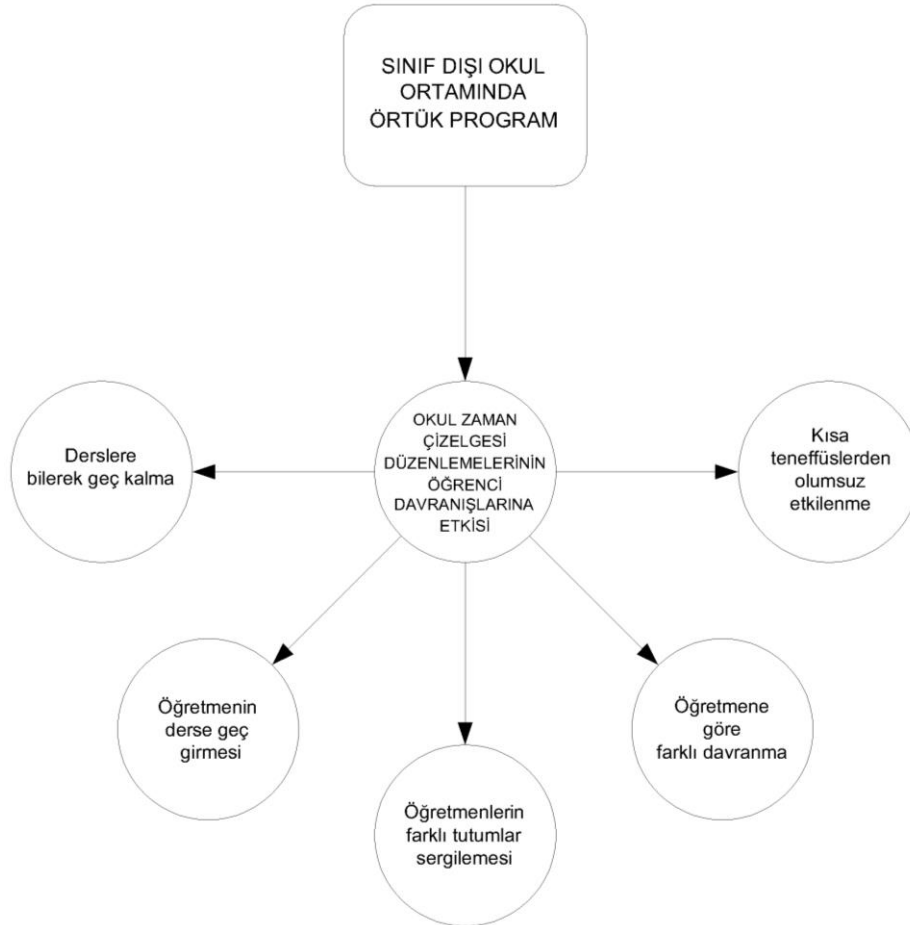 SINIF DIŞI OKUL
ORTAMINDA
ÖRTÜK PROGRAM
OKUL ZAMAN
ÇİZELGESİ
DÜZENLEMELERİNİN
ÖĞRENCİ
DAVRANIŞLARINA
ETKİSİ
Derslere
bilerek geç kalma
Kısa
teneffüslerden
olumsuz
etkilenme
Öğretmenin
derse geç
girmesi
Öğretmene
göre
farklı davranma
Öğretmenlerin
farklı tutumlar
sergilemesi